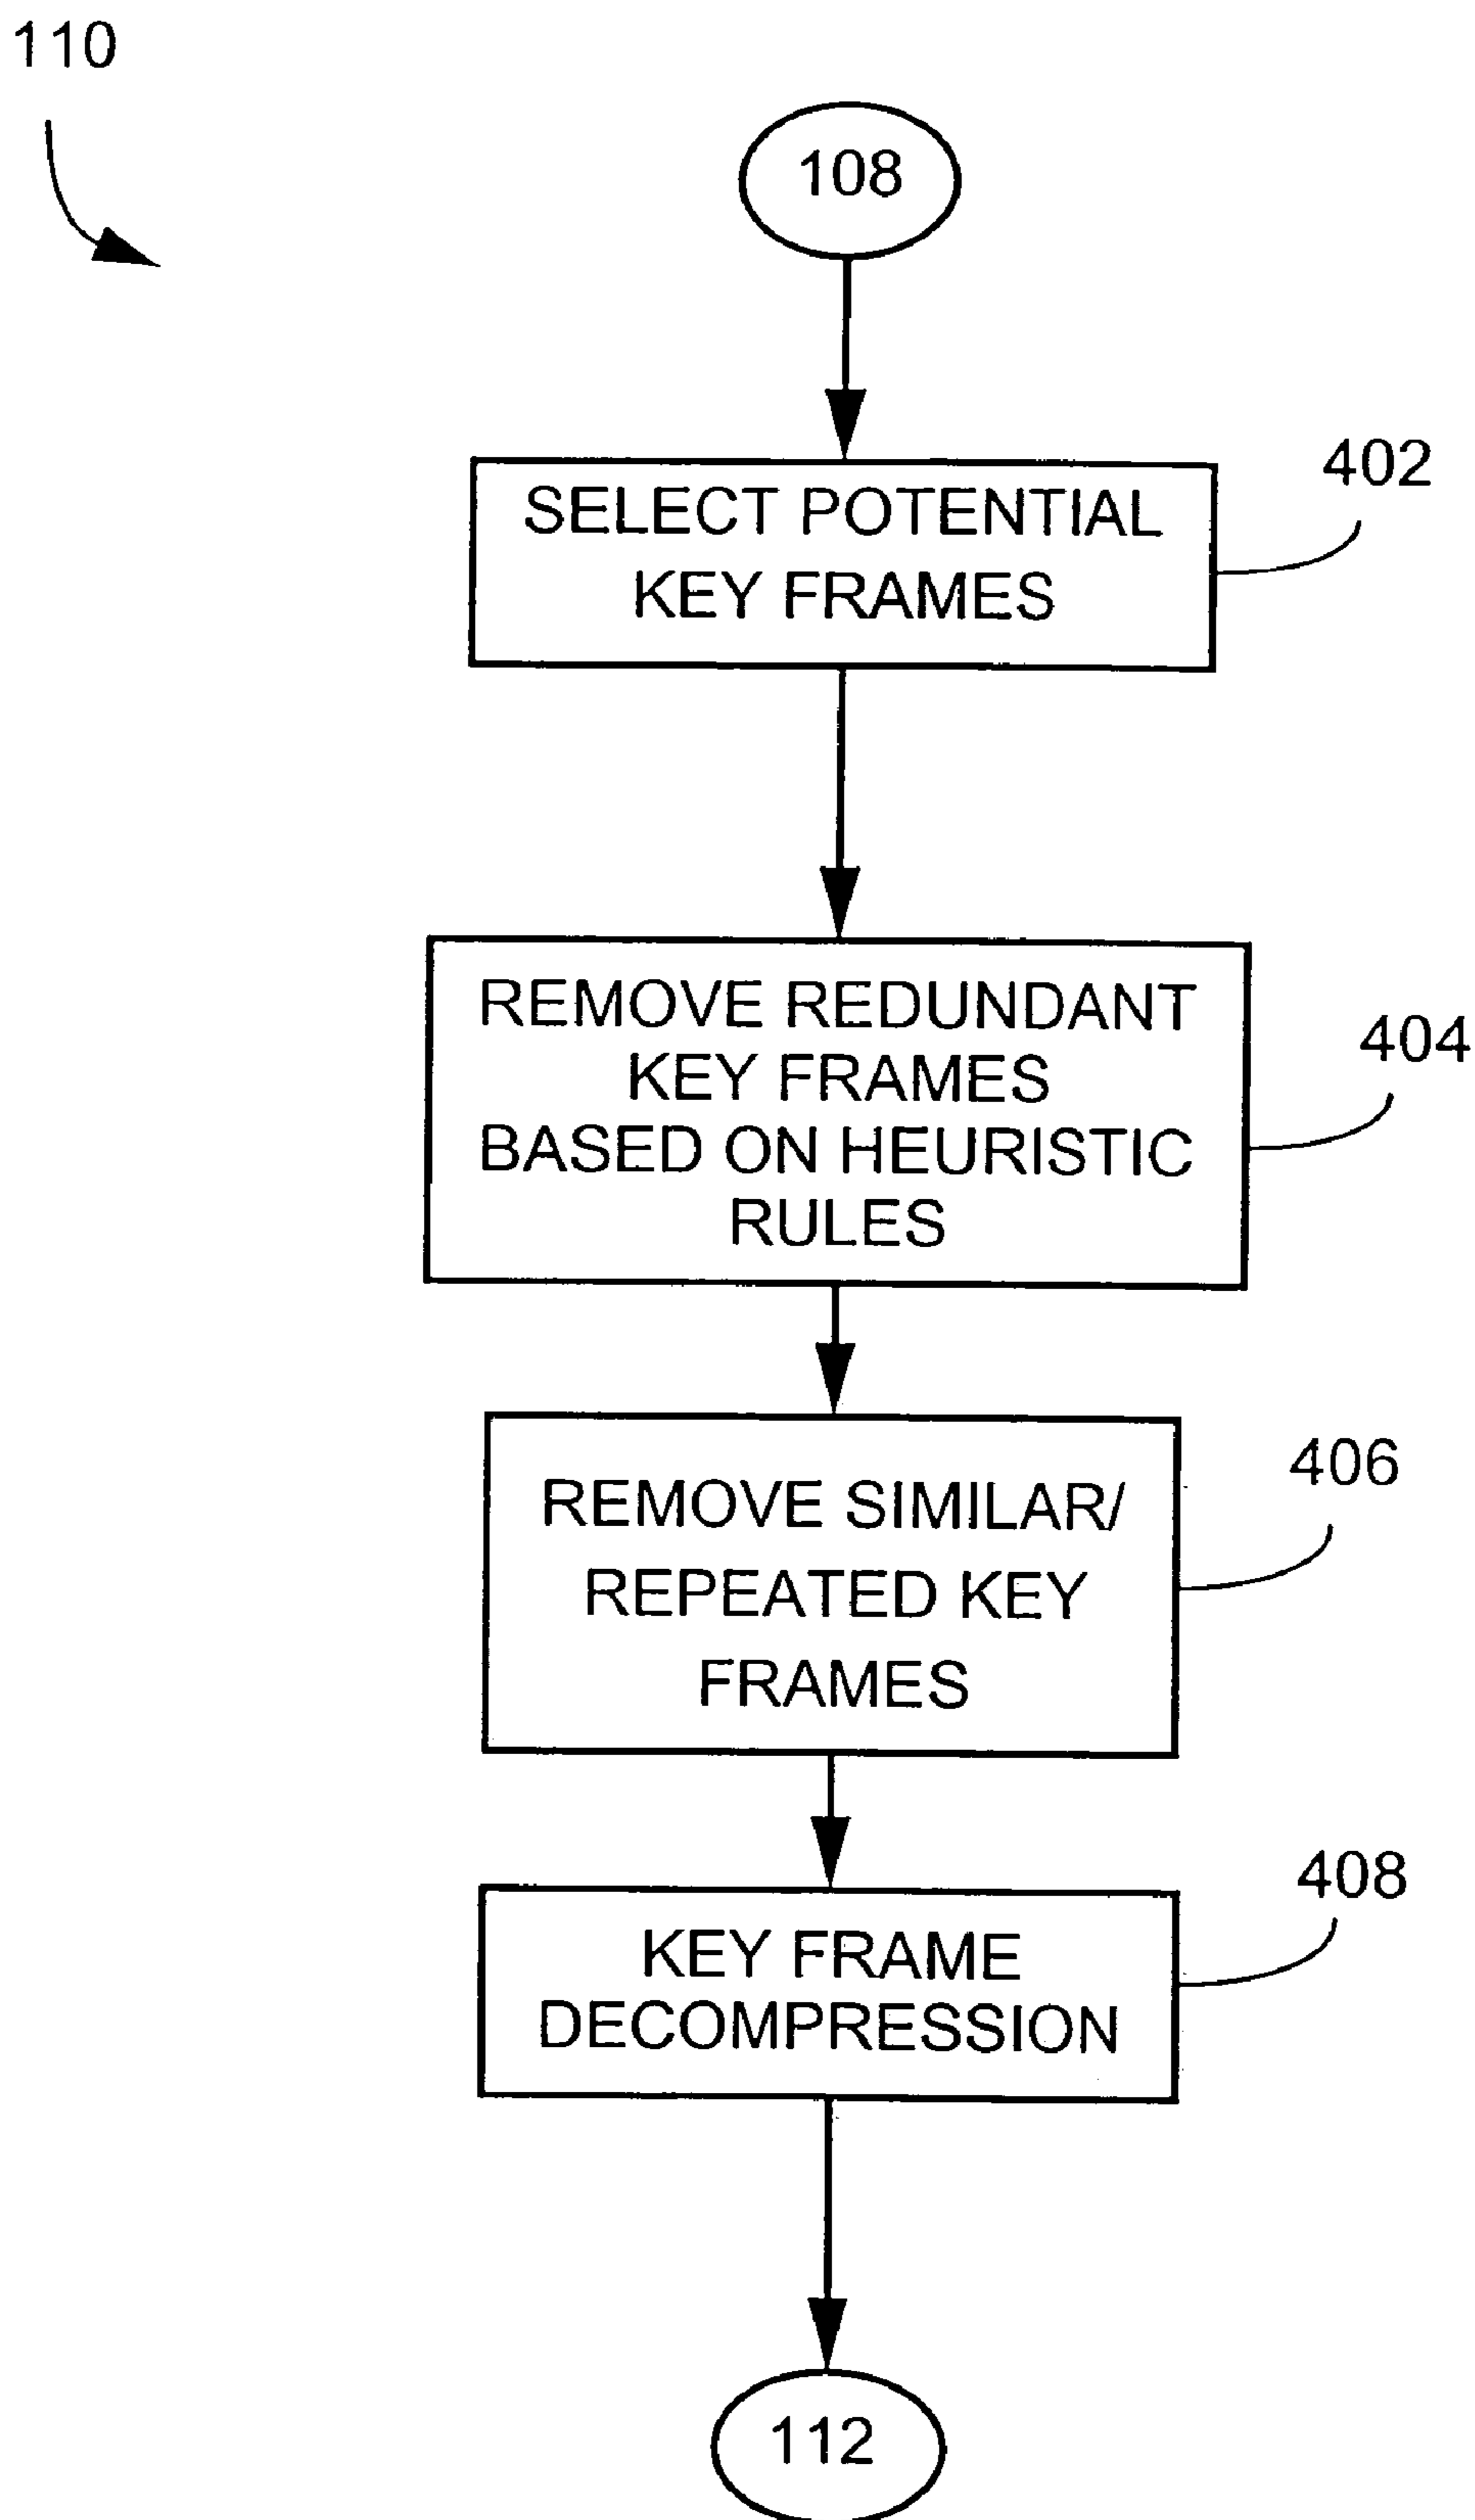 110
108
402
SELECT POTENTIAL
KEY FRAMES
REMOVE REDUNDANT
KEY FRAMES
BASED ON HEURISTIC
RULES
404
406
REMOVE SIMILAR/
REPEATED KEY
FRAMES
408
KEY FRAME
DECOMPRESSION
112